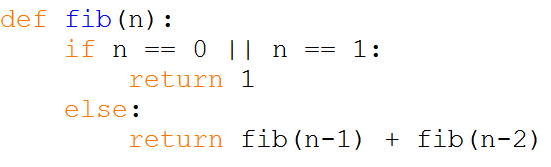 def fib(n):
    if n == 0 || n == 1:
        return 1
    else:
        return fib(n-1) + fib(n-2)